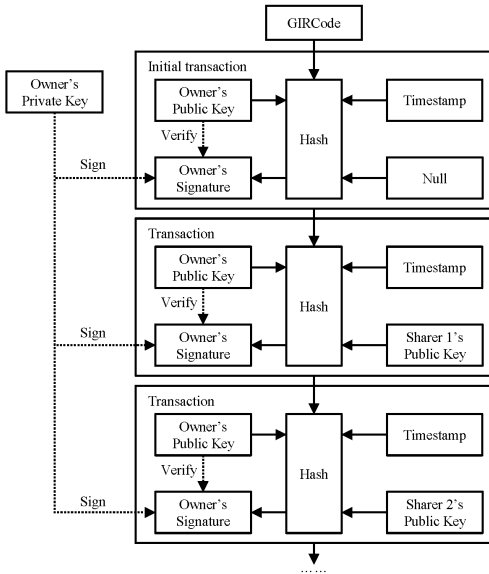 GIRCode
Initial transaction
Owner's
Private Key
Owner's
Public Key
Timestamp
Verify
Hash
Sign
Owner's
Signature
Null
Transaction
Owner's
Public Key
Timestamp
Verify
Hash
Sign
Owner's
Signature
Sharer 1's
Public Key
Transaction
Owner's
Public Key
Timestamp
Verify
Hash
Sign
Owner's
Signature
Sharer 2's
Public Key
……